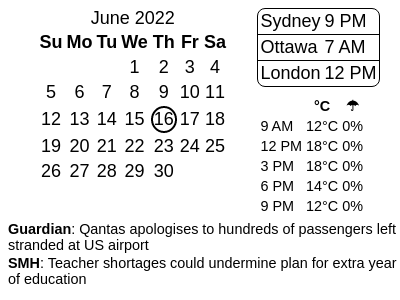 June 2022
Su Mo Tu We Th Fr Sa
1 2 3 4
5 6 7 8 9 10 11
12 13 14 15 16 17 18
19 20 21 22 23 24 25
26 27 28 29 30
Sydney 9 PM
Ottawa 7 AM
London 12 PM
°C ☂
9 AM 12°C 0%
12 PM 18°C 0%
3 PM 18°C 0%
6 PM 14°C 0%
9 PM 12°C 0%
Guardian: Qantas apologises to hundreds of passengers left
stranded at US airport
SMH: Teacher shortages could undermine plan for extra year
of education